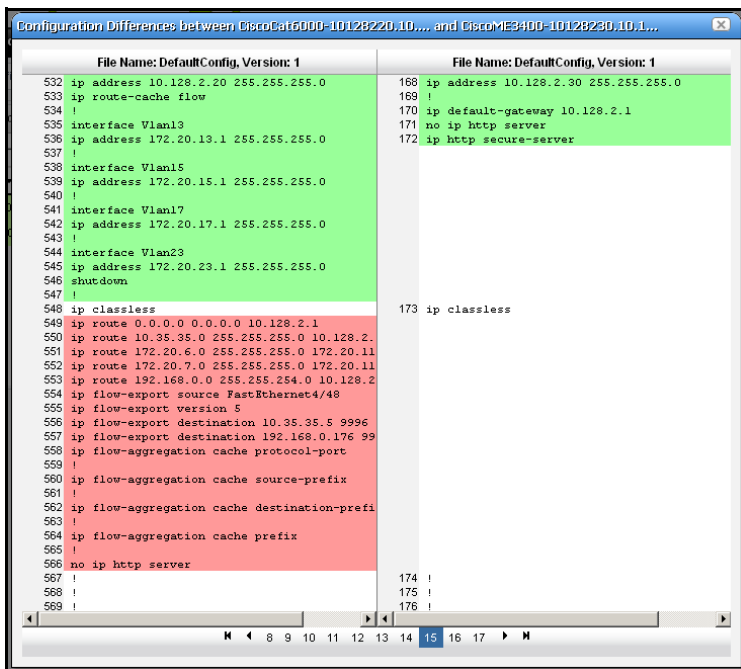 Configuration Differences between CiscoCat6000-10128220.10.... and CiscoME3400-10128230.10.1...
File Name: DefaultConfig, Version: 1
532 ip address 10.128.2.20 255.255.255.0
533 ip route-cache flow
534 !
535 interface Vlan13
536 ip address 172.20.13.1 255.255.255.0
537 !
538 interface Vlan15
539 ip address 172.20.15.1 255.255.255.0
540 !
541 interface Vlan17
542 ip address 172.20.17.1 255.255.255.0
543 !
544 interface Vlan23
545 ip address 172.20.23.1 255.255.255.0
546 shutdown
547 !
548 ip classless
549 ip route 0.0.0.0 0.0.0.0 10.128.2.1
550 ip route 10.35.35.0 255.255.255.0 10.128.2.
551 ip route 172.20.6.0 255.255.255.0 172.20.11
552 ip route 172.20.7.0 255.255.255.0 172.20.11
553 ip route 192.168.0.0 255.255.254.0 10.128.2
554 ip flow-export source FastEthernet4/48
555 ip flow-export version 5
556 ip flow-export destination 10.35.35.5 9996
557 ip flow-export destination 192.168.0.176 99
558 ip flow-aggregation cache protocol-port
559 !
560 ip flow-aggregation cache source-prefix
561 !
562 ip flow-aggregation cache destination-prefi
563 !
564 ip flow-aggregation cache prefix
565 !
566 no ip http server
567 !
568 !
569 !
File Name: DefaultConfig, Version: 1
168 ip address 10.128.2.30 255.255.255.0
169 !
170 ip default-gateway 10.128.2.1
171 no ip http server
172 ip http secure-server
173 ip classless
174 !
175 !
176 !
8 9 10 11 12 13 14 15 16 17